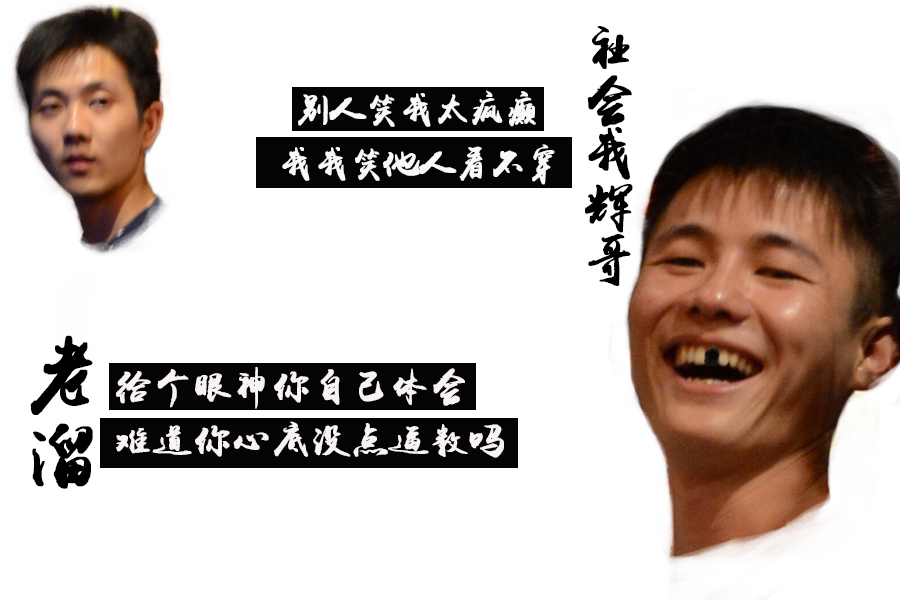 社会我辉哥
别人笑我太疯癫
我我笑他人看不穿
老溜
给个眼神你自己体会
难道你心底没点逼数吗